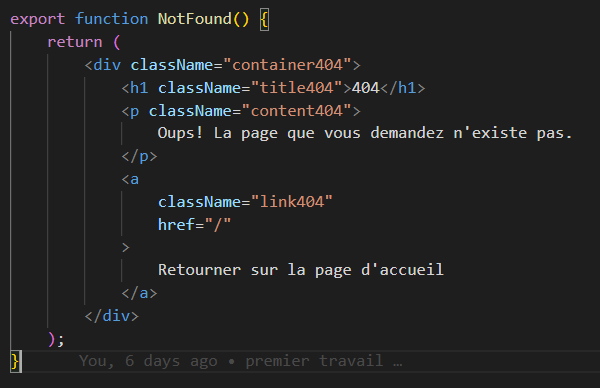 export function NotFound() {
    return (
        <div className="container404">
            <h1 className="title404">404</h1>
            <p className="content404">
                Oups! La page que vous demandez n'existe pas.
            </p>
            <a
                className="link404"
                href="/"
            >
                Retourner sur la page d'accueil
            </a>
        </div>
    );
}    You, 6 days ago • premier travail …